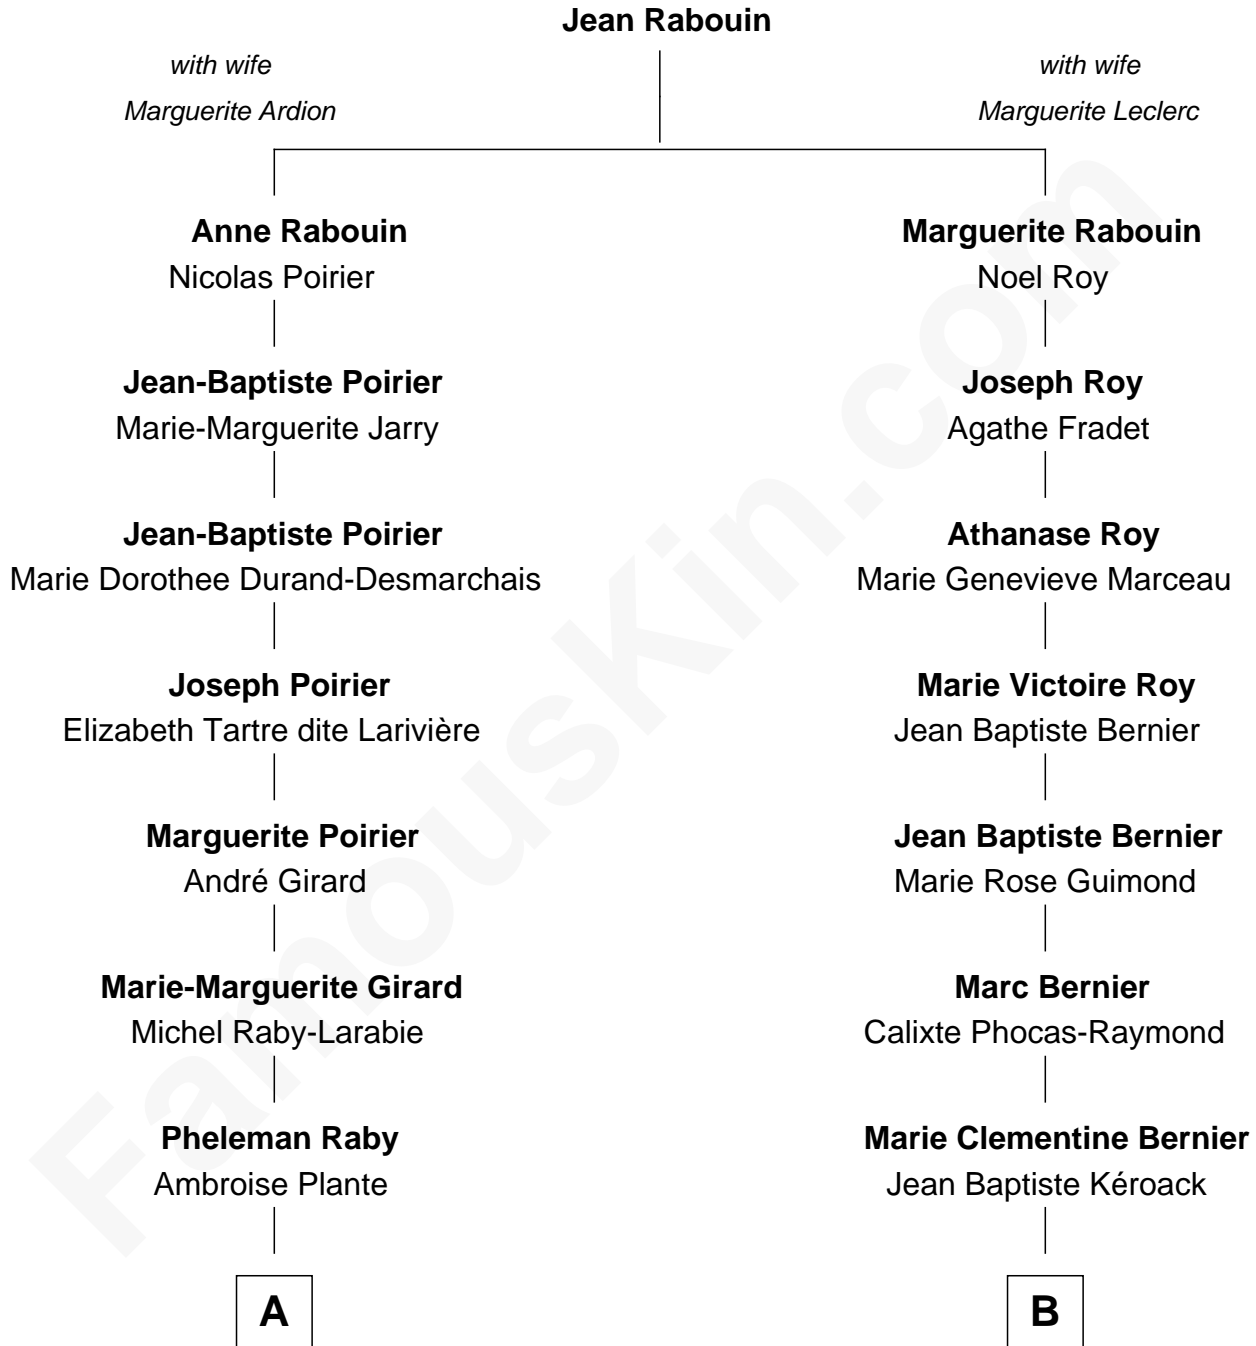 Jean Rabouin
with wife
Marguerite Ardion
with wife
Marguerite Leclerc
Anne Rabouin
Nicolas Poirier
Marguerite Rabouin
Noel Roy
Jean-Baptiste Poirier
Marie-Marguerite Jarry
Joseph Roy
Agathe Fradet
Jean-Baptiste Poirier
Marie Dorothee Durand-Desmarchais
Athanase Roy
Marie Genevieve Marceau
Joseph Poirier
Elizabeth Tartre dite Larivière
Marie Victoire Roy
Jean Baptiste Bernier
Marguerite Poirier
André Girard
Jean Baptiste Bernier
Marie Rose Guimond
Marie-Marguerite Girard
Michel Raby-Larabie
Marc Bernier
Calixte Phocas-Raymond
Pheleman Raby
Ambroise Plante
Marie Clementine Bernier
Jean Baptiste Kéroack
A
B
FamousKin.com